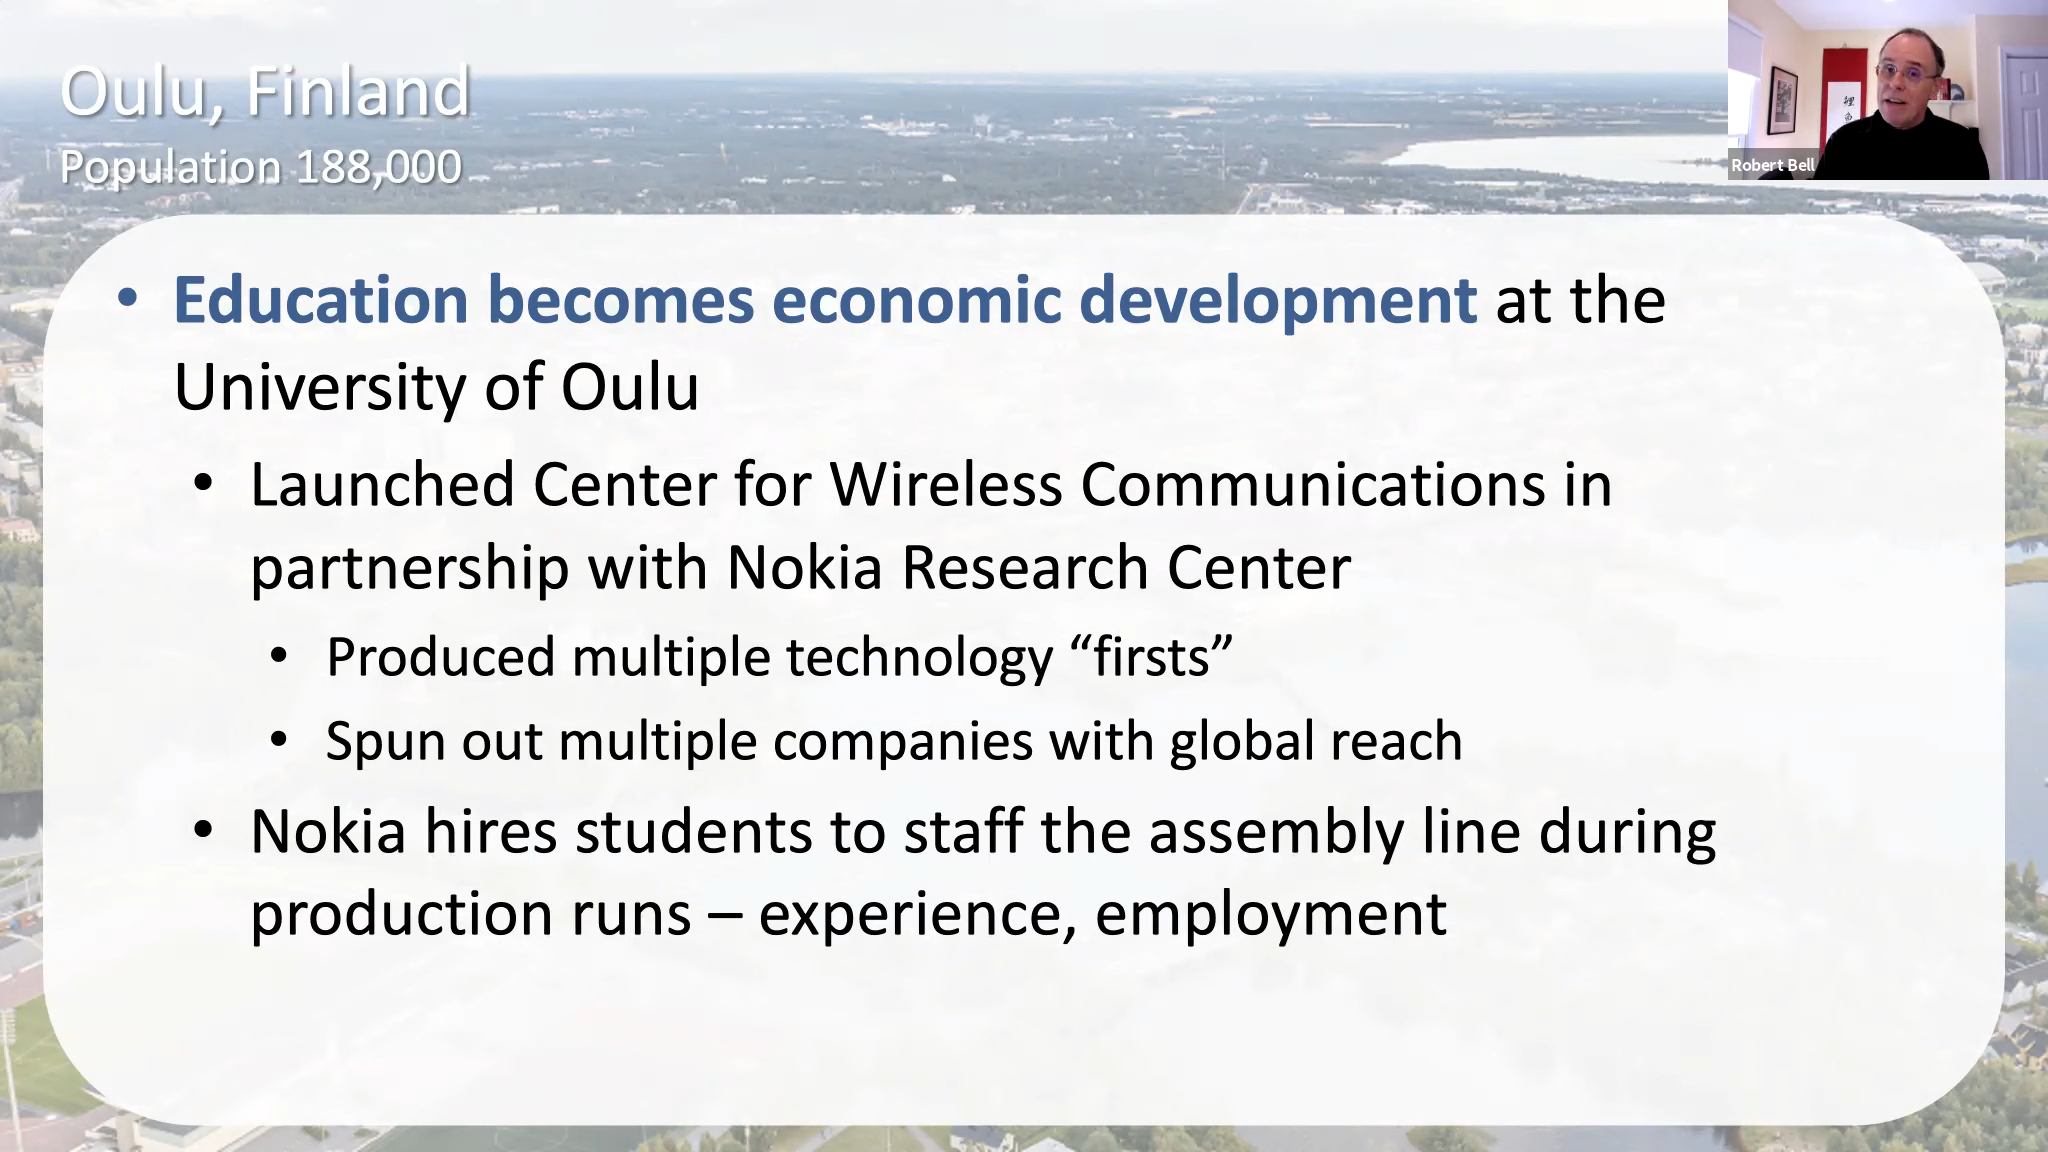 Oulu, Finland
Population 188,000
Robert Bell
• Education becomes economic development at the
University of Oulu
• Launched Center for Wireless Communications in
partnership with Nokia Research Center
• Produced multiple technology “firsts”
• Spun out multiple companies with global reach
• Nokia hires students to staff the assembly line during
production runs – experience, employment